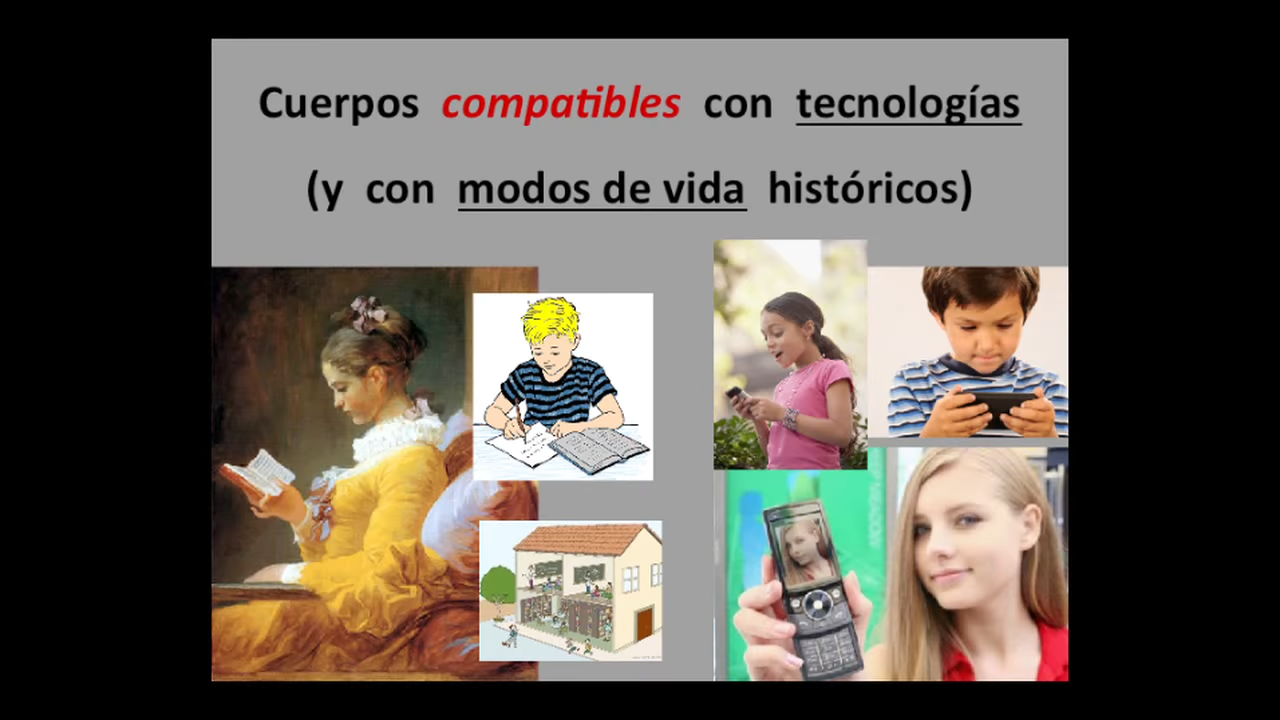 Cuerpos compatibles con tecnologías
(y con modos de vida históricos)